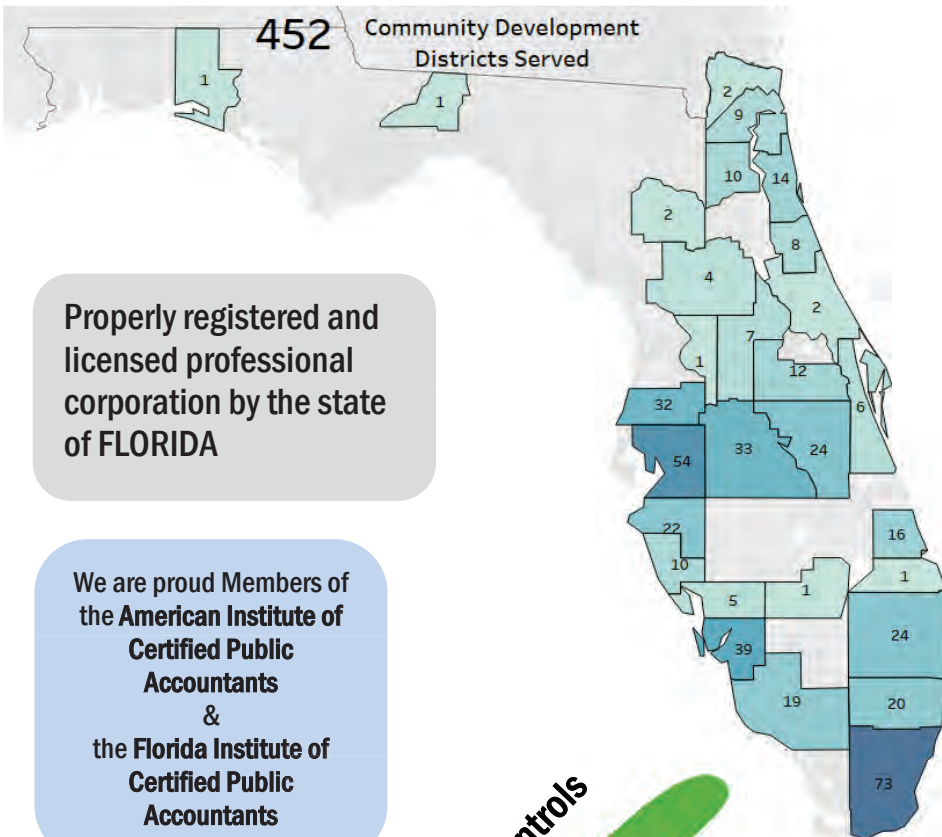 452 Community Development
Districts Served
1
1
2
9
10
14
2
8
4
2
7
1
12
6
32
33
24
54
22
16
10
1
1
5
24
39
19
20
73
Properly registered and
licensed professional
corporation by the state
of FLORIDA
We are proud Members of
the American Institute of
Certified Public
Accountants
&
the Florida Institute of
Certified Public
Accountants
ntrols